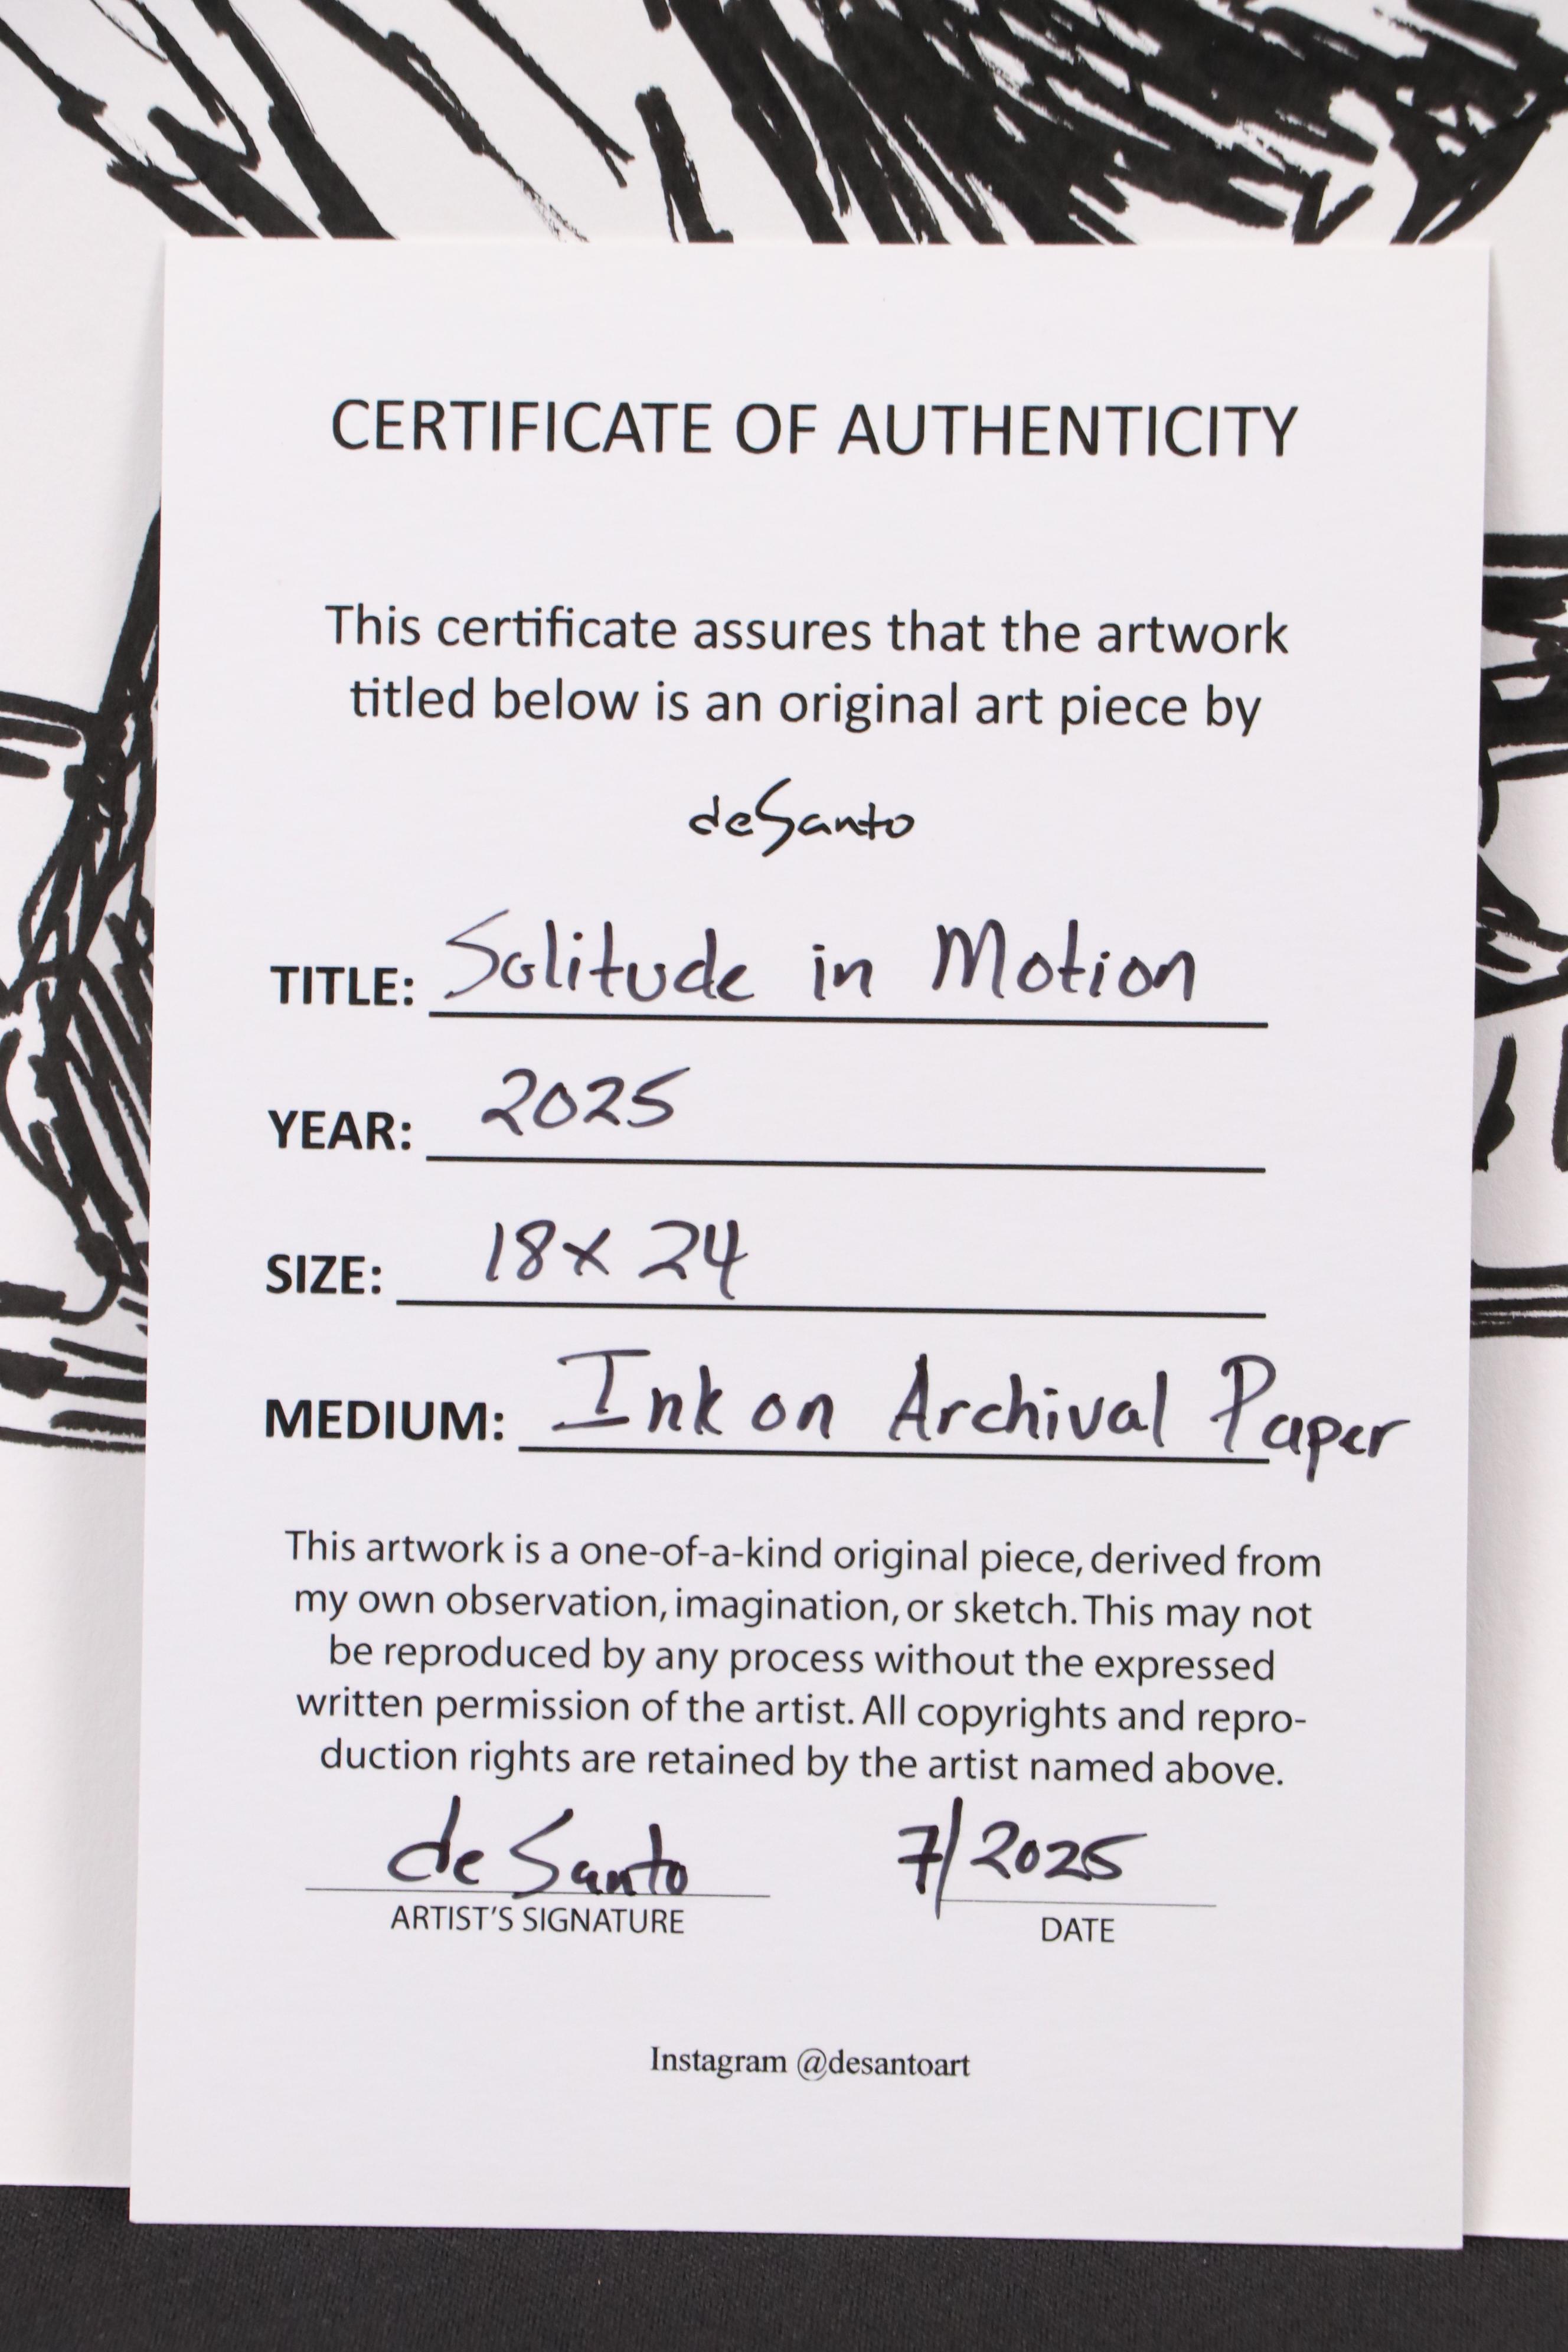 CERTIFICATE OF AUTHENTICITY
This certificate assures that the artwork
titled below is an original art piece by
deSanto
TITLE: Solitude in Motion
YEAR: 2025
SIZE: 18x24
MEDIUM: Ink on Archival Paper
This artwork is a one-of-a-kind original piece, derived from
my own observation, imagination, or sketch. This may not
be reproduced by any process without the expressed
written permission of the artist. All copyrights and repro-
duction rights are retained by the artist named above.
deSanto 7/2025
ARTIST'S SIGNATURE DATE
Instagram @desantoart